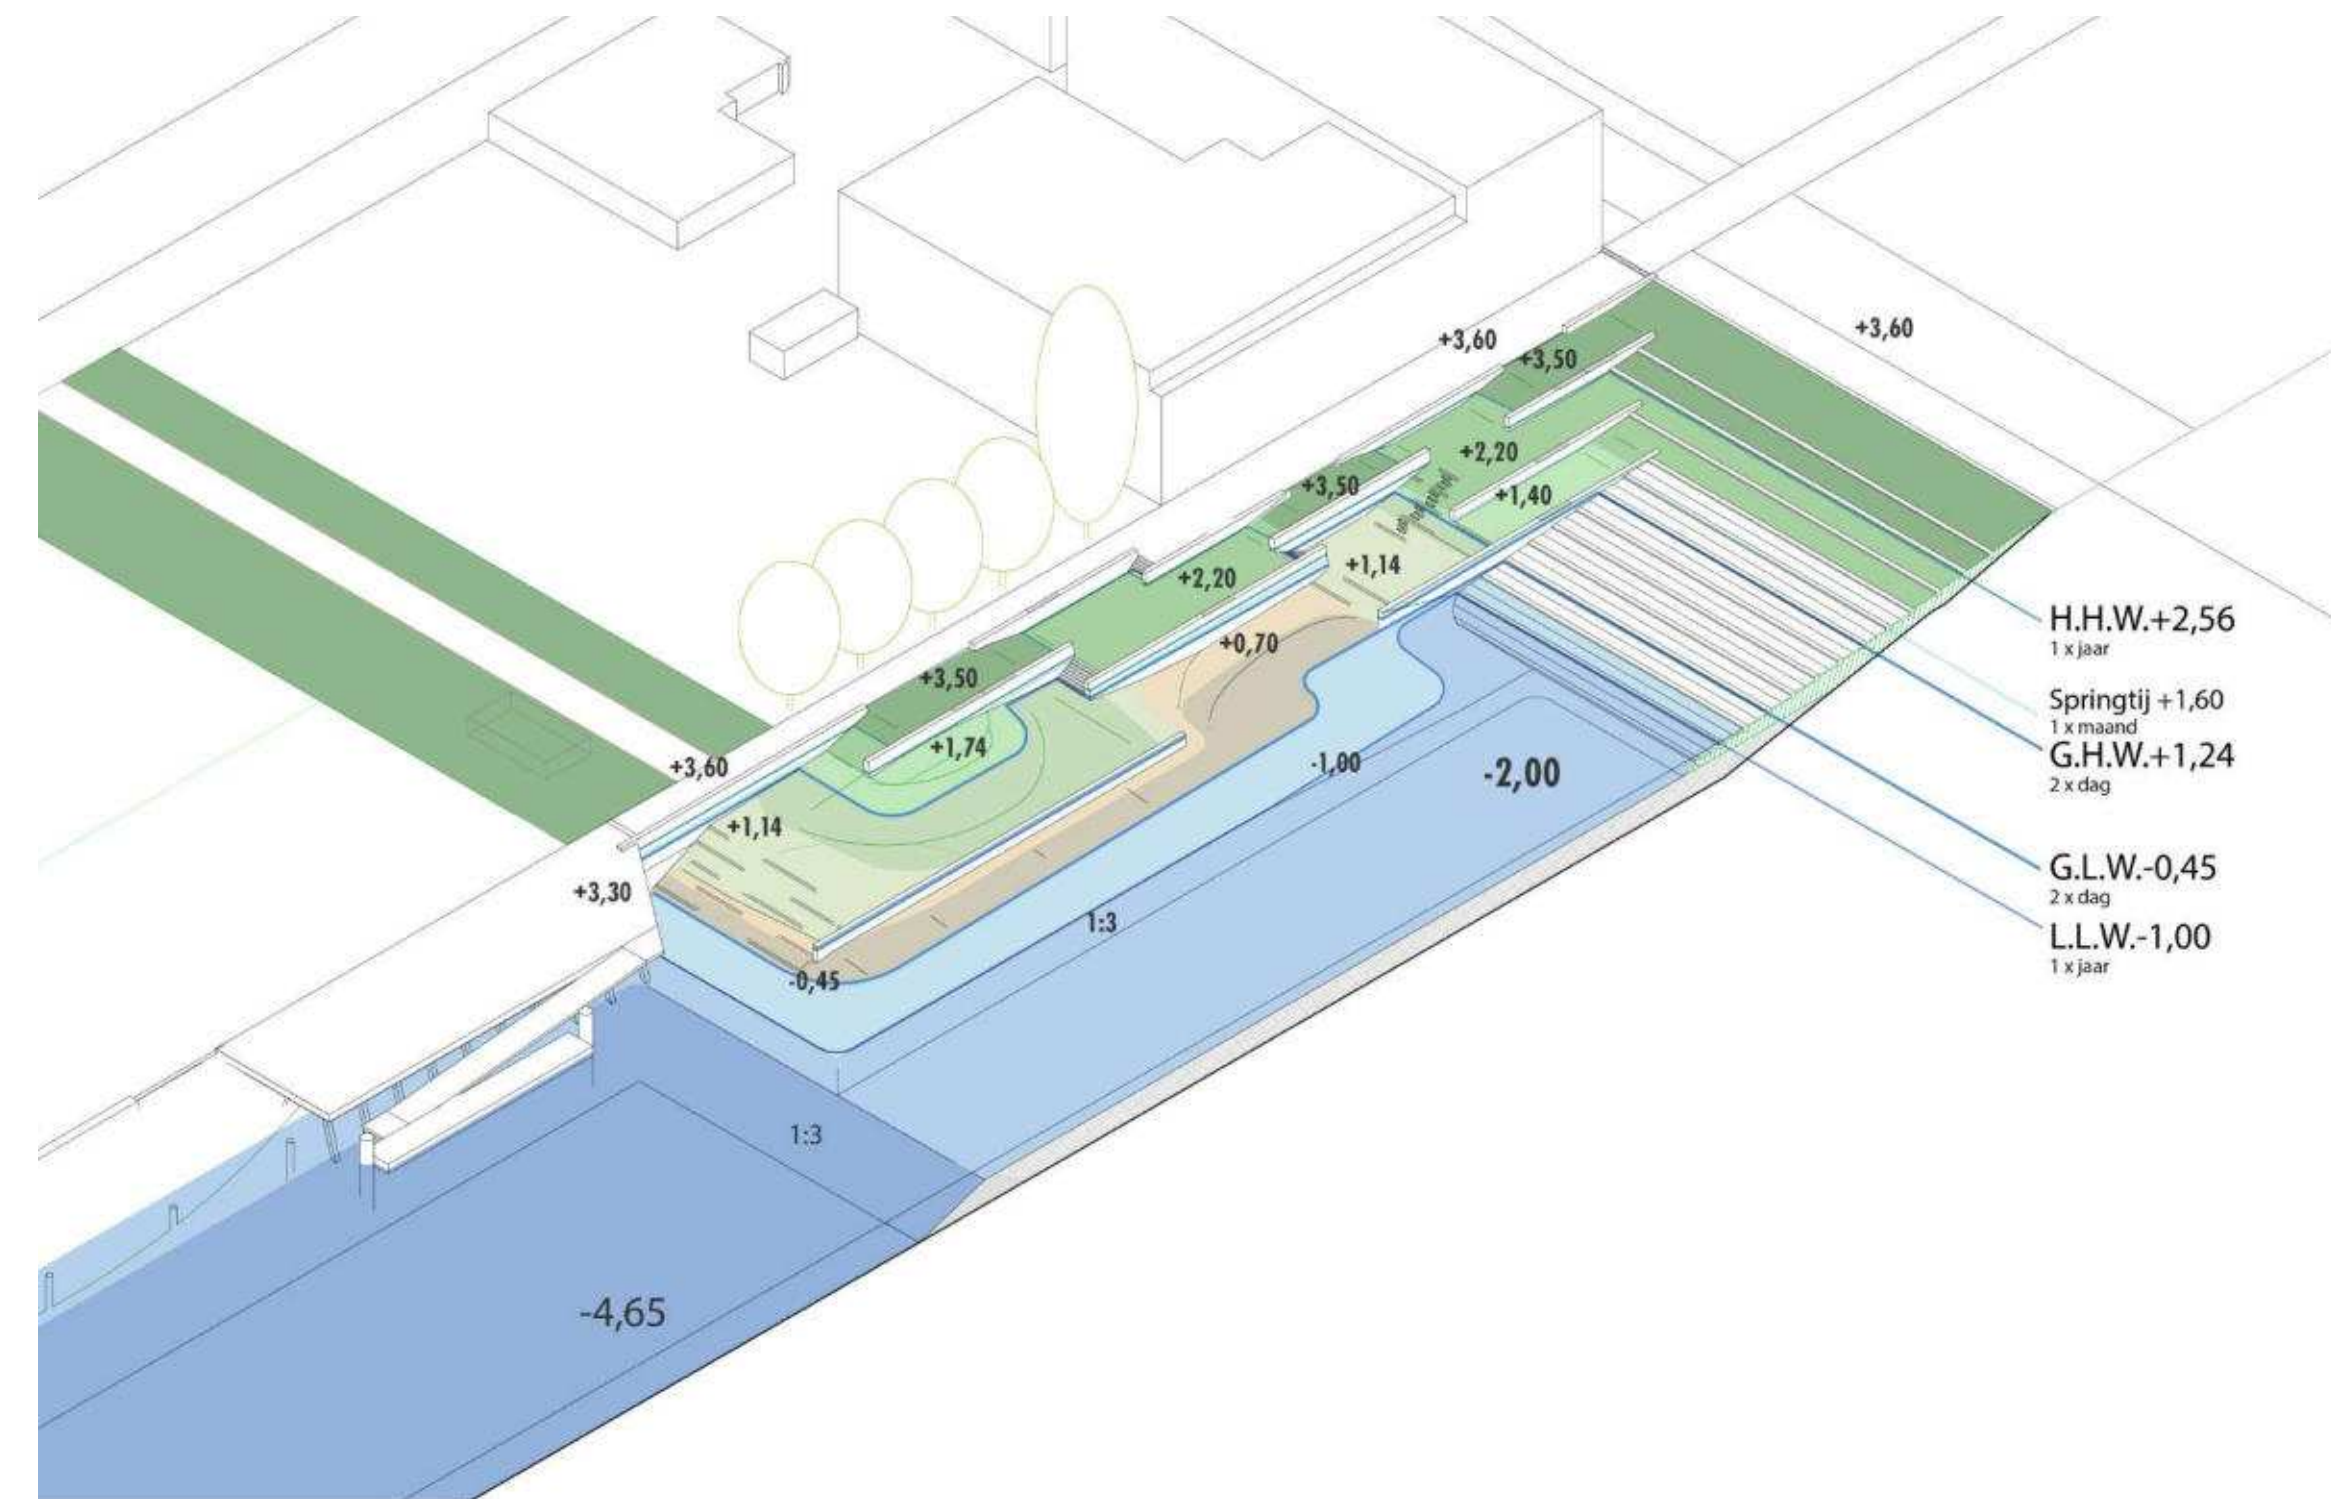 +3,60
+3,60
+3,50
+2,20
+3,50
+1,40
+1,14
+2,20
H.H.W.+2,56
1 x jaar
+0,70
+3,50
Springtij +1,60
1 x maand
+1,74
G.H.W.+1,24
2 x dag
+3,60
-1,00
-2,00
+1,14
G.L.W.-0,45
2 x dag
+3,30
1:3
L.L.W.-1,00
1 x jaar
-0,45
1:3
-4,65